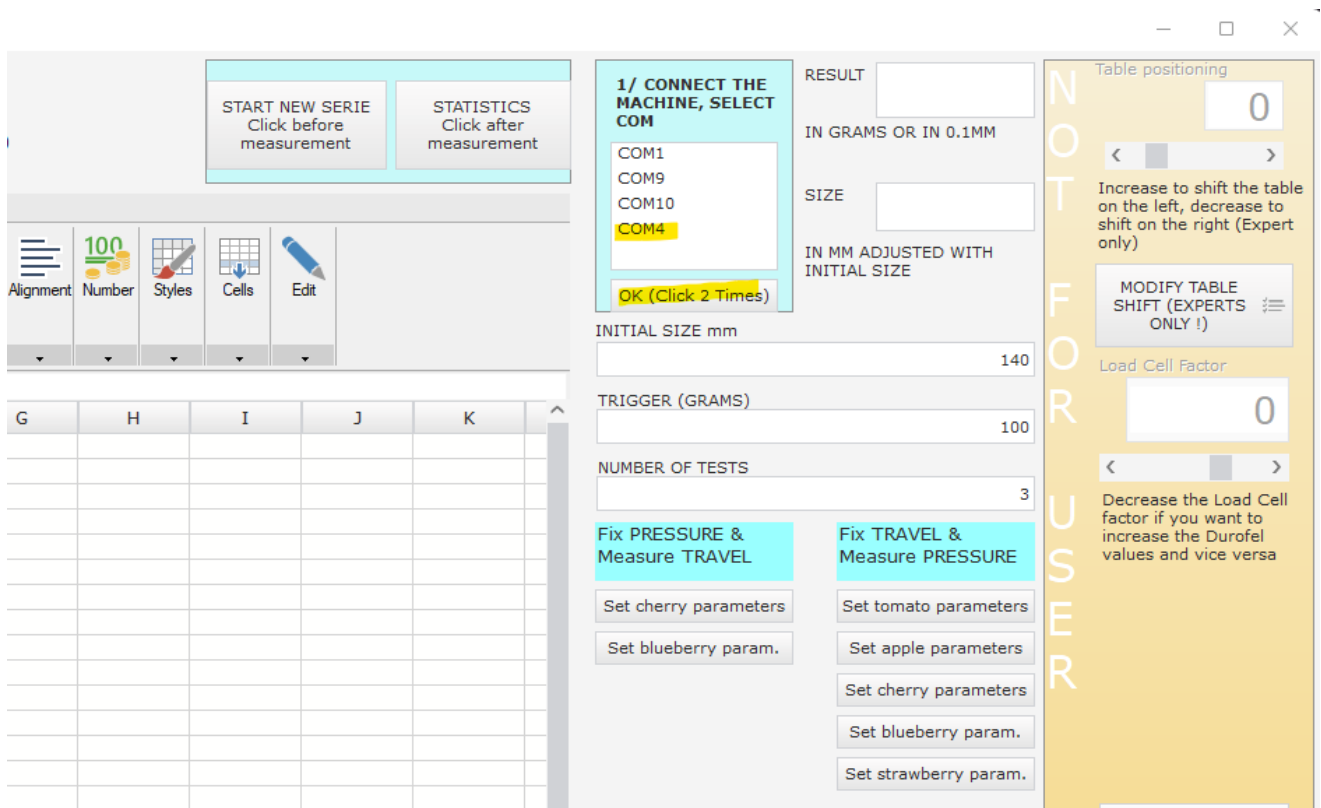 START NEW SERIE
Click before
measurement
STATISTICS
Click after
measurement
Alignment
Number
Styles
Cells
Edit
G
H
I
J
K
1/ CONNECT THE
MACHINE, SELECT
COM
COM1
COM9
COM10
COM4
OK (Click 2 Times)
RESULT
IN GRAMS OR IN 0.1MM
SIZE
IN MM ADJUSTED WITH
INITIAL SIZE
INITIAL SIZE mm
140
TRIGGER (GRAMS)
100
NUMBER OF TESTS
3
Fix PRESSURE &
Measure TRAVEL
Set cherry parameters
Set blueberry param.
Fix TRAVEL &
Measure PRESSURE
Set tomato parameters
Set apple parameters
Set cherry parameters
Set blueberry param.
Set strawberry param.
NOT FOR USER
Table positioning
0
Increase to shift the table
on the left, decrease to
shift on the right (Expert
only)
MODIFY TABLE
SHIFT (EXPERTS
ONLY !)
Load Cell Factor
0
Decrease the Load Cell
factor if you want to
increase the Durofel
values and vice versa